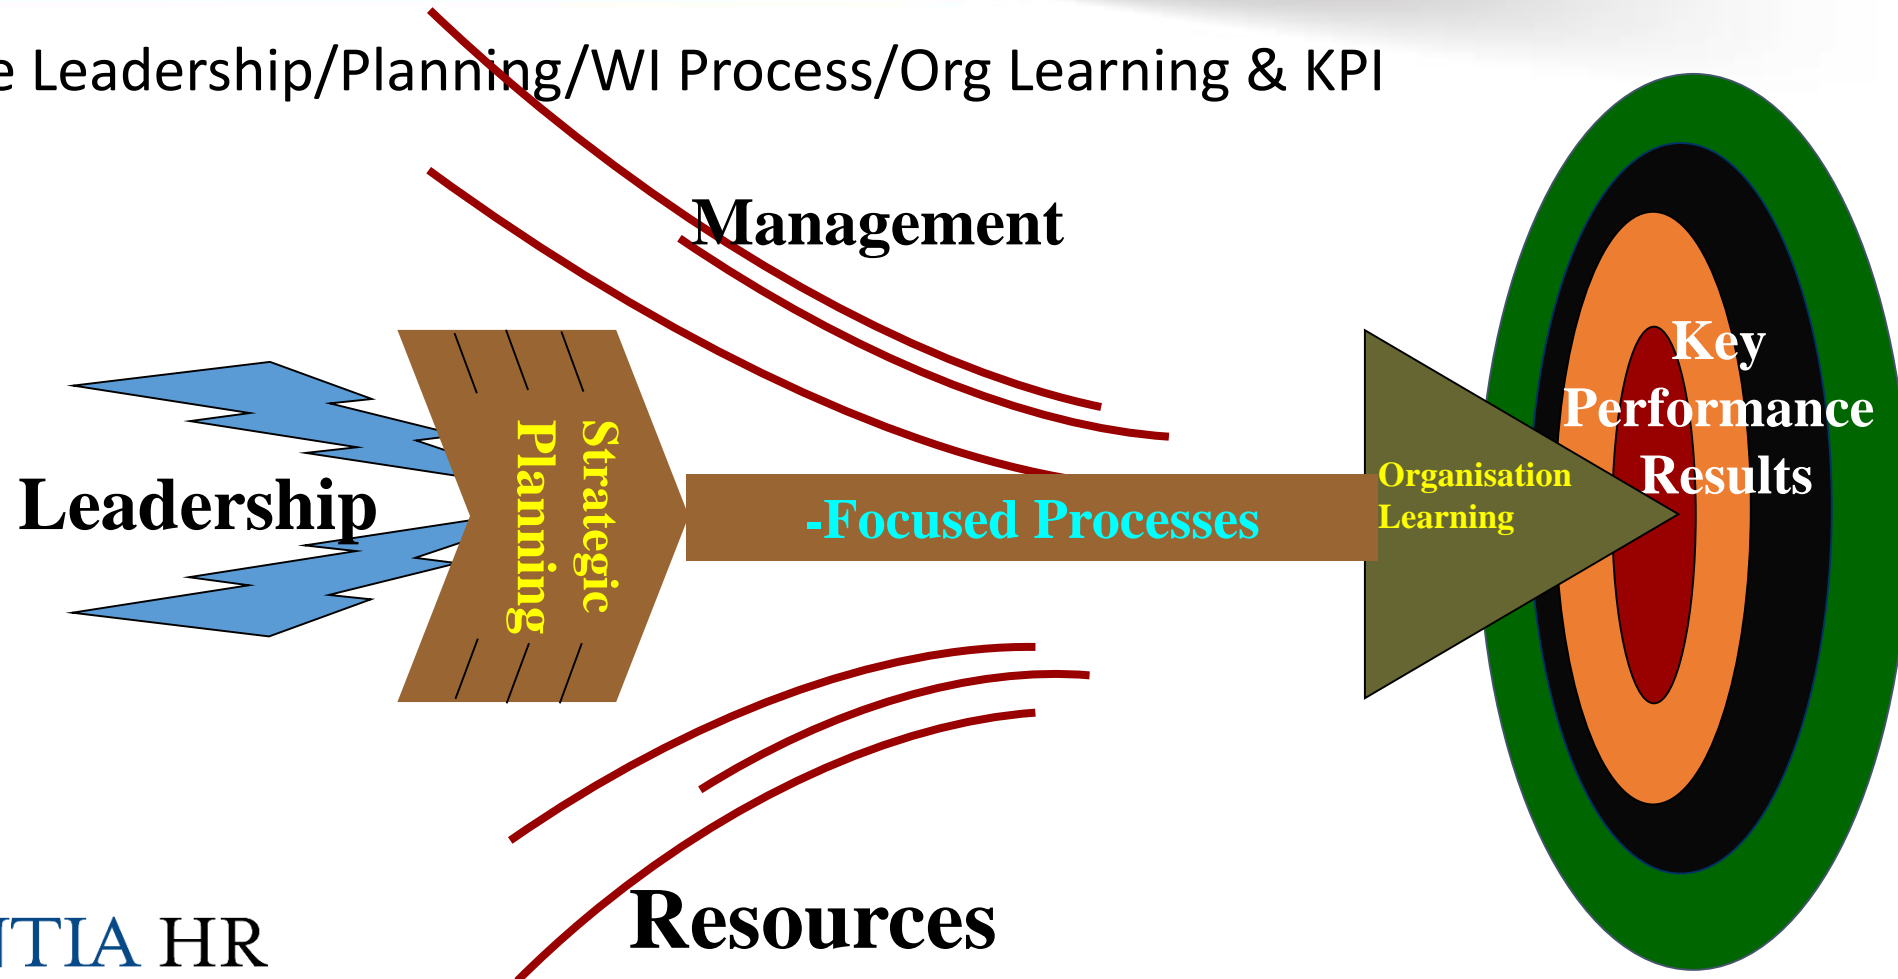 e Leadership/Planning/WI Process/Org Learning & KPI
Management
Leadership
Strategic
Planning
-Focused Processes
Organisation
Learning
Key
Performance
Results
Resources
NTIA HR